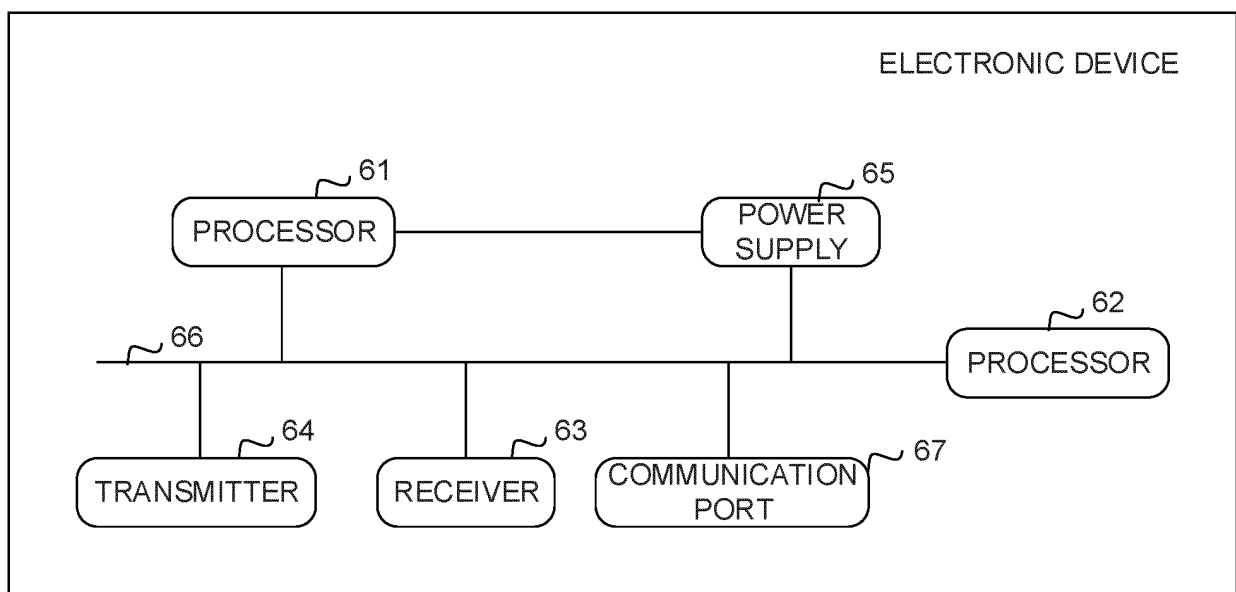 ELECTRONIC DEVICE
61
PROCESSOR
65
POWER
SUPPLY
62
PROCESSOR
66
64
TRANSMITTER
63
RECEIVER
67
COMMUNICATION
PORT